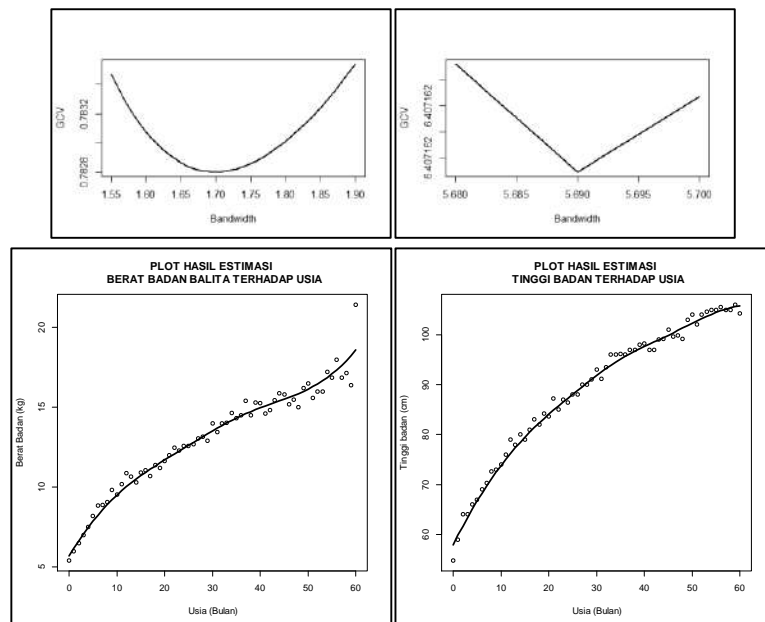 GCV
0.7828 0.7832
1.55 1.60 1.65 1.70 1.75 1.80 1.85 1.90
Bandwidth
GCV
6.407162 6.407162
5.680 5.685 5.690 5.695 5.700
Bandwidth
PLOT HASIL ESTIMASI
BERAT BADAN BALITA TERHADAP USIA
Berat Badan (kg)
5 10 15 20
0 10 20 30 40 50 60
Usia (Bulan)
PLOT HASIL ESTIMASI
TINGGI BADAN TERHADAP USIA
Tinggi badan (cm)
60 70 80 90 100
0 10 20 30 40 50 60
Usia (Bulan)